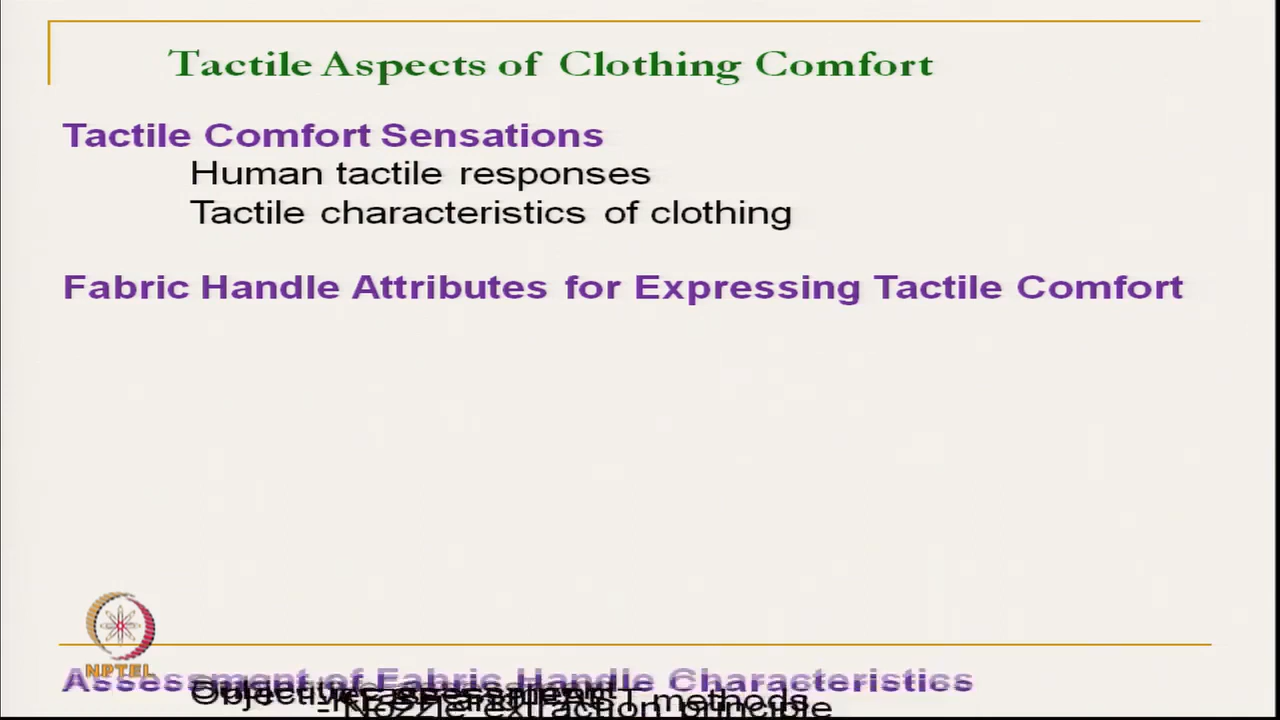 Tactile Aspects of Clothing Comfort
Tactile Comfort Sensations
Human tactile responses
Tactile characteristics of clothing
Fabric Handle Attributes for Expressing Tactile Comfort
NPTEL
Assessment of Fabric Handle Characteristics
Objective assessment
methods
- Nozzle extraction principle